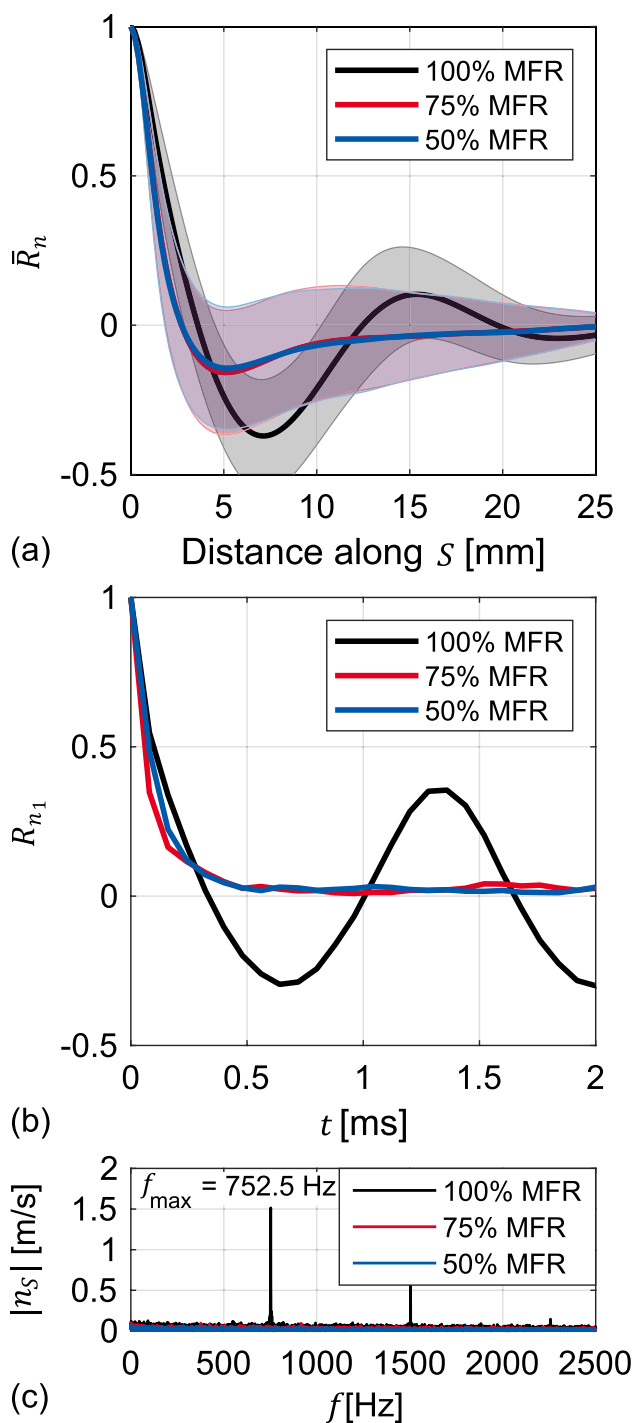 1
0.5
0
-0.5
R̄ₙ
100% MFR
75% MFR
50% MFR
0 5 10 15 20 25
(a) Distance along S [mm]
1
0.5
0
-0.5
Rₙ₁
100% MFR
75% MFR
50% MFR
0 0.5 1 1.5 2
(b) t [ms]
2
1.5
1
0.5
0
|n_S| [m/s]
f_max = 752.5 Hz
100% MFR
75% MFR
50% MFR
0 500 1000 1500 2000 2500
(c) f[Hz]